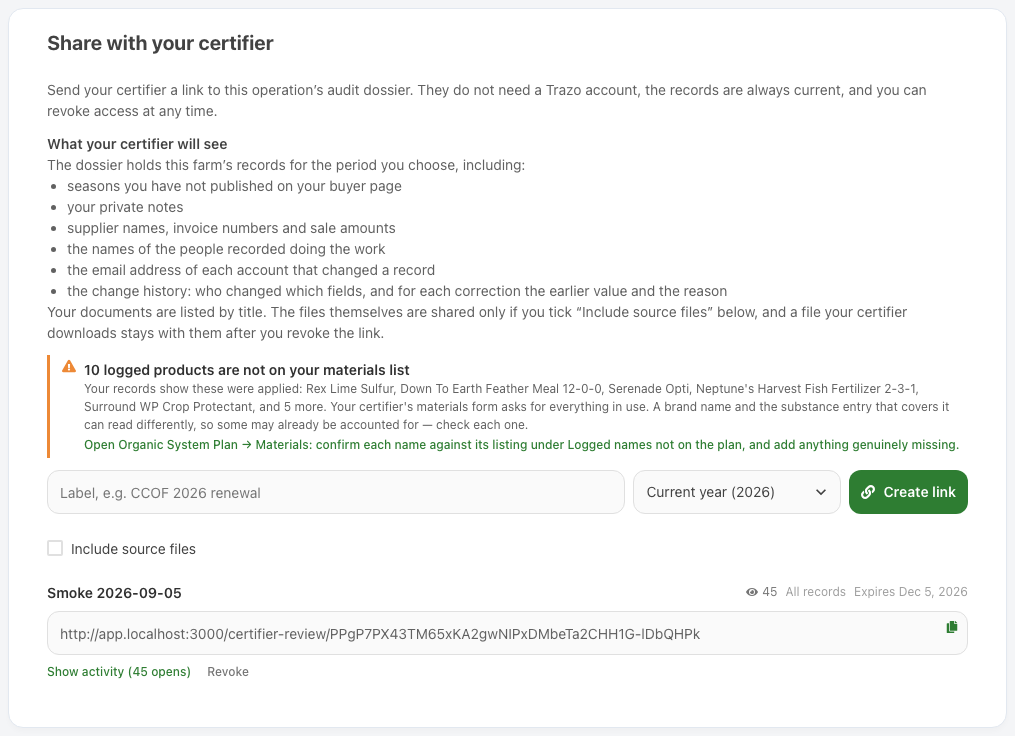 Share with your certifier
Send your certifier a link to this operation’s audit dossier. They do not need a Trazo account, the records are always current, and you can
revoke access at any time.
What your certifier will see
The dossier holds this farm’s records for the period you choose, including:
• seasons you have not published on your buyer page
• your private notes
• supplier names, invoice numbers and sale amounts
• the names of the people recorded doing the work
• the email address of each account that changed a record
• the change history: who changed which fields, and for each correction the earlier value and the reason
Your documents are listed by title. The files themselves are shared only if you tick “Include source files” below, and a file your certifier
downloads stays with them after you revoke the link.
10 logged products are not on your materials list
Your records show these were applied: Rex Lime Sulfur, Down To Earth Feather Meal 12-0-0, Serenade Opti, Neptune's Harvest Fish Fertilizer 2-3-1,
Surround WP Crop Protectant, and 5 more. Your certifier's materials form asks for everything in use. A brand name and the substance entry that covers it
can read differently, so some may already be accounted for — check each one.
Open Organic System Plan → Materials: confirm each name against its listing under Logged names not on the plan, and add anything genuinely missing.
Label, e.g. CCOF 2026 renewal
Current year (2026)
Create link
Include source files
Smoke 2026-09-05
45 All records Expires Dec 5, 2026
http://app.localhost:3000/certifier-review/PPgP7PX43TM65xKA2gwNIPxDMbeTa2CHH1G-IDbQHPk
Show activity (45 opens) Revoke